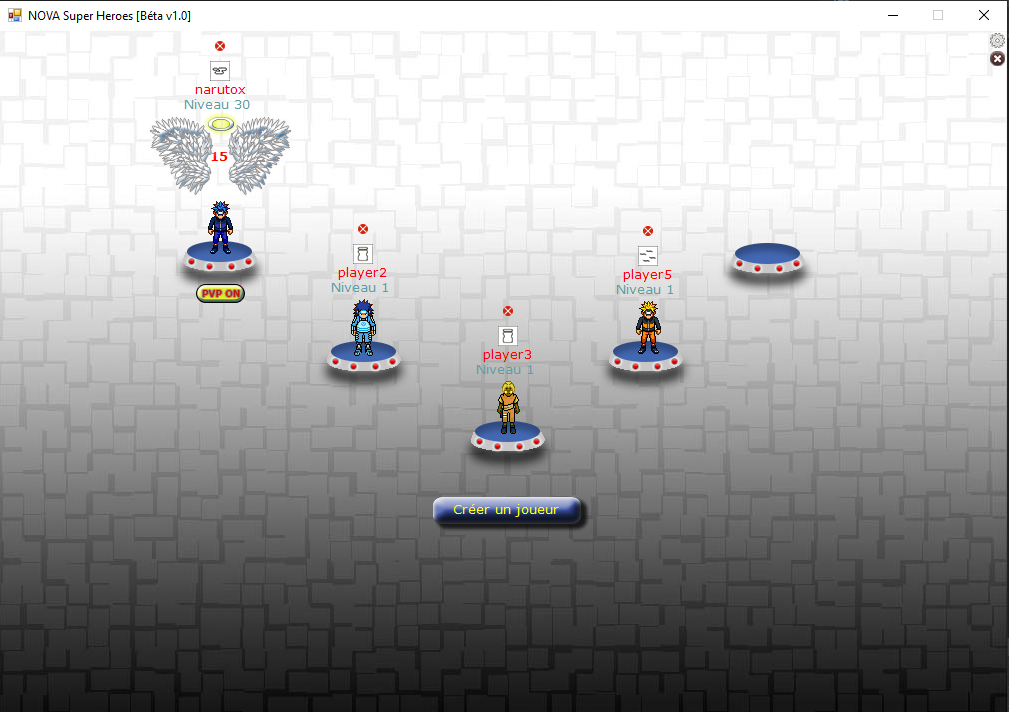 NOVA Super Heroes [Béta v1.0]
narutox
Niveau 30
15
PVP ON
player2
Niveau 1
player5
Niveau 1
player3
Niveau 1
Créer un joueur